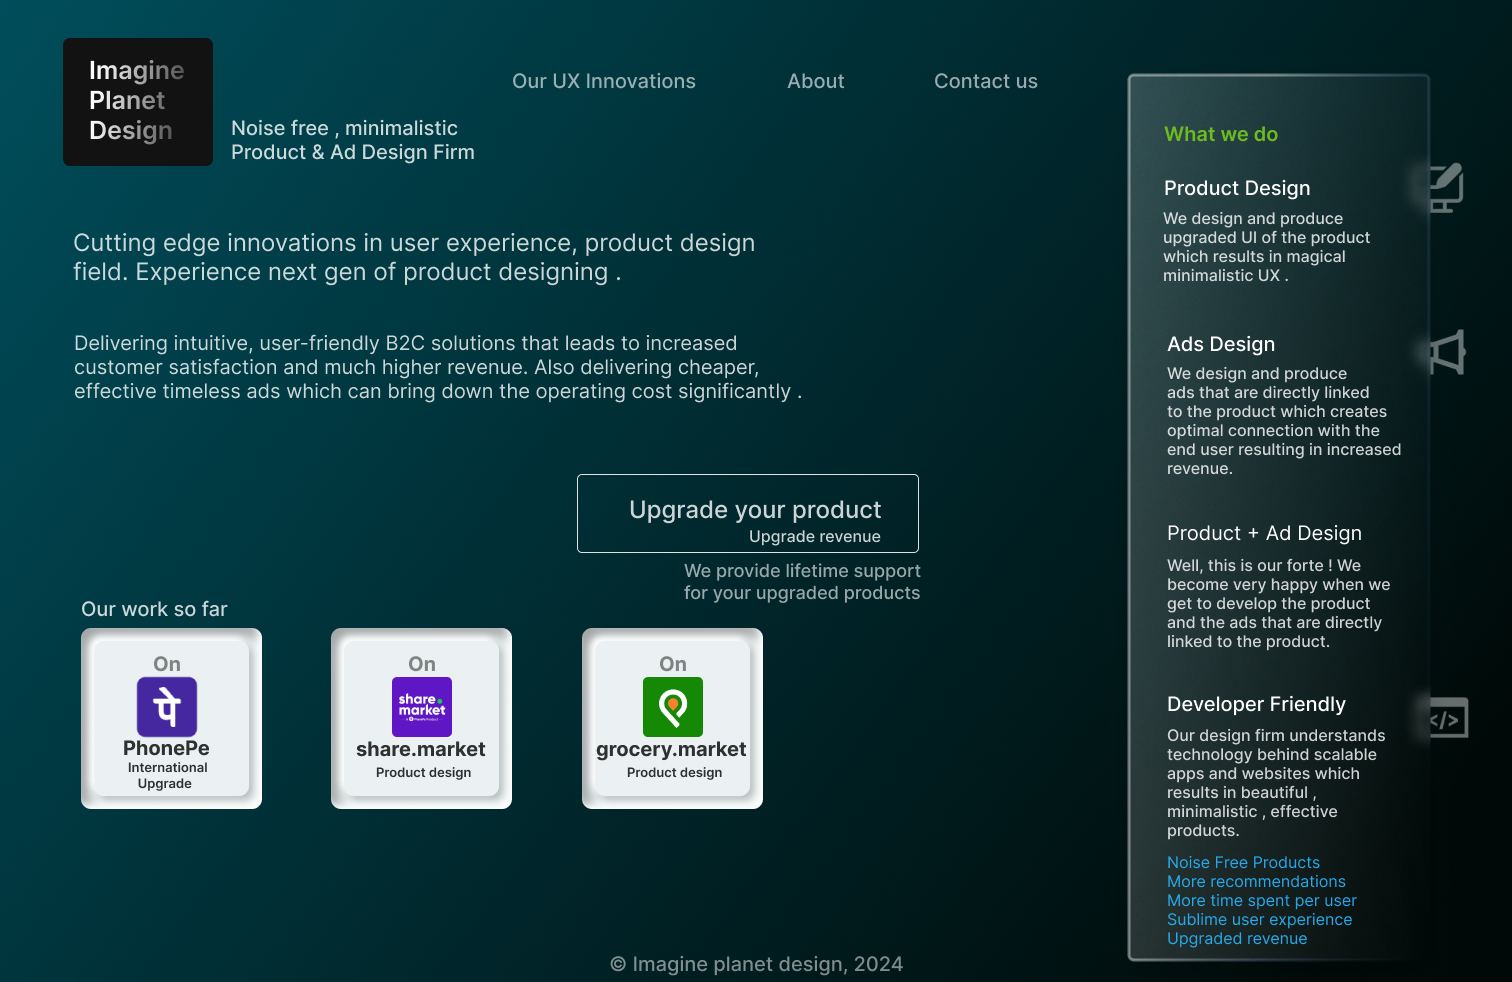 Imagine
Planet
Design
Noise free , minimalistic
Product & Ad Design Firm
Our UX Innovations
About
Contact us
Cutting edge innovations in user experience, product design
field. Experience next gen of product designing .
Delivering intuitive, user-friendly B2C solutions that leads to increased
customer satisfaction and much higher revenue. Also delivering cheaper,
effective timeless ads which can bring down the operating cost significantly .
Upgrade your product
Upgrade revenue
We provide lifetime support
for your upgraded products
Our work so far
On
पे
PhonePe
International
Upgrade
On
share.
market
A PhonePe Product
share.market
Product design
On
grocery.market
Product design
What we do
Product Design
We design and produce
upgraded UI of the product
which results in magical
minimalistic UX .
Ads Design
We design and produce
ads that are directly linked
to the product which creates
optimal connection with the
end user resulting in increased
revenue.
Product + Ad Design
Well, this is our forte ! We
become very happy when we
get to develop the product
and the ads that are directly
linked to the product.
Developer Friendly
Our design firm understands
technology behind scalable
apps and websites which
results in beautiful ,
minimalistic , effective
products.
Noise Free Products
More recommendations
More time spent per user
Sublime user experience
Upgraded revenue
</>
© Imagine planet design, 2024